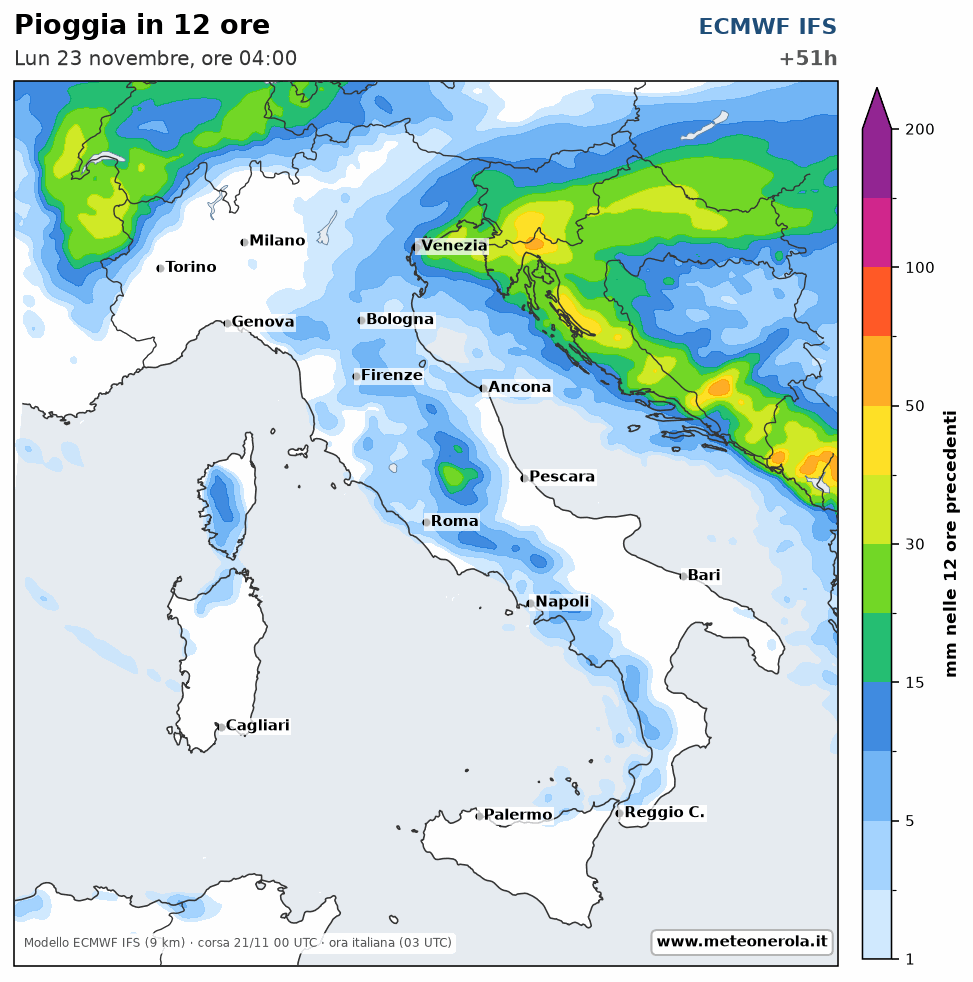 Pioggia in 12 ore
ECMWF IFS
Lun 23 novembre, ore 04:00
+51h
200
100
50
30
15
5
1
mm nelle 12 ore precedenti
Milano
Venezia
Torino
Genova
Bologna
Firenze
Ancona
Pescara
Roma
Bari
Napoli
Cagliari
Palermo
Reggio C.
Modello ECMWF IFS (9 km) · corsa 21/11 00 UTC · ora italiana (03 UTC)
www.meteonerola.it